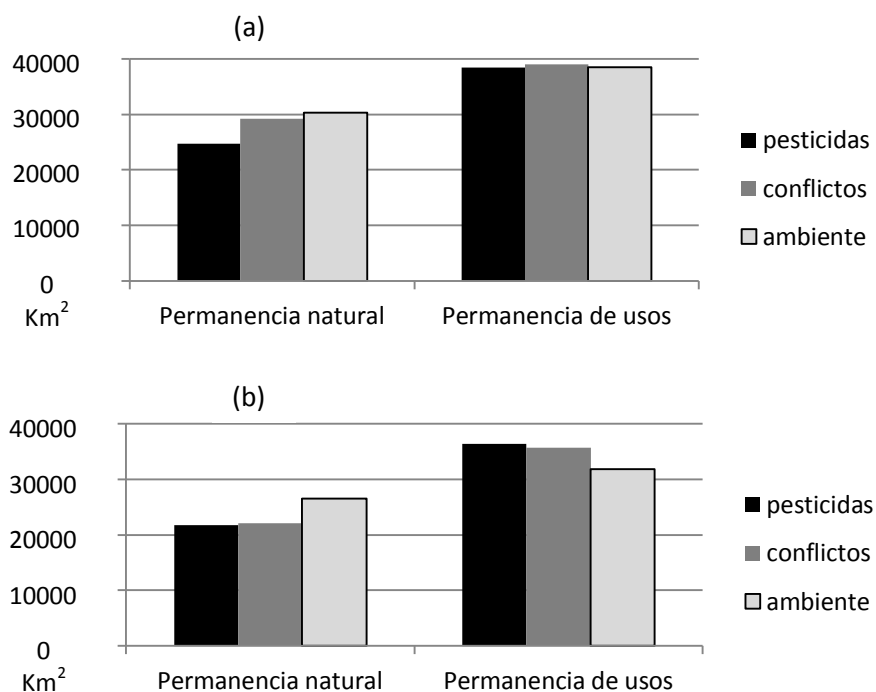 (a)
40000
30000
20000
10000
0
Km²
Permanencia natural
Permanencia de usos
pesticidas
conflictos
ambiente
(b)
40000
30000
20000
10000
0
Km²
Permanencia natural
Permanencia de usos
pesticidas
conflictos
ambiente